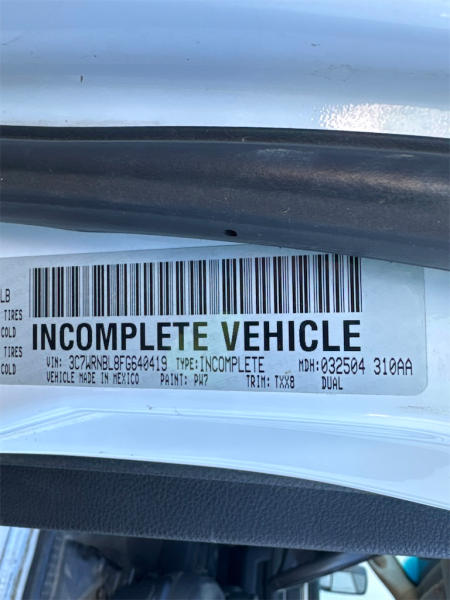 LB
TIRES
COLD
TIRES
COLD
INCOMPLETE VEHICLE
VIN: 3C7WRNBL8FG640419 TYPE: INCOMPLETE MDH: 032504 310AA
VEHICLE MADE IN MEXICO PAINT: PW7 TRIM: TXX8 DUAL